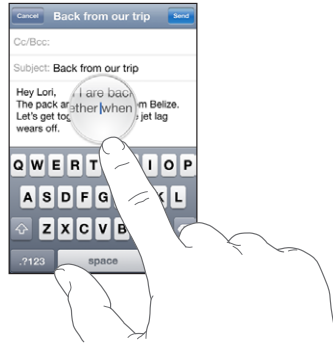 Cancel Back from our trip Send
Cc/Bcc:
Subject: Back from our trip
Hey Lori, I are back
The pack ether when m Belize.
Let's get tog e jet lag
wears off.
Q W E R T I O P
A S D F G K L
Z X C V B
.?123 space